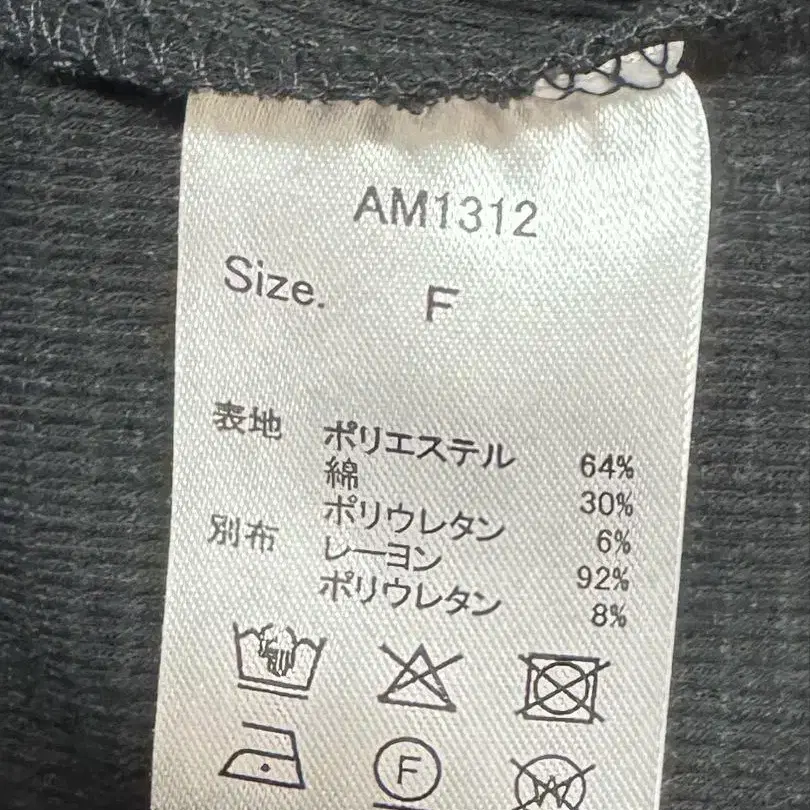 AM1312
Size. F
表地 ポリエステル 64%
綿 30%
ポリウレタン 6%
別布 レーヨン 92%
ポリウレタン 8%
F
W